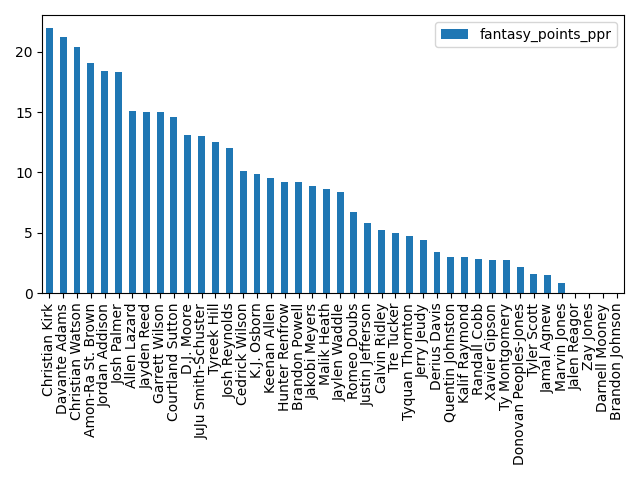 fantasy_points_ppr
20
15
10
5
0
Christian Kirk
Davante Adams
Christian Watson
Amon-Ra St. Brown
Jordan Addison
Josh Palmer
Allen Lazard
Jayden Reed
Garrett Wilson
Courtland Sutton
D.J. Moore
JuJu Smith-Schuster
Tyreek Hill
Josh Reynolds
Cedrick Wilson
K.J. Osborn
Keenan Allen
Hunter Renfrow
Brandon Powell
Jakobi Meyers
Malik Heath
Jaylen Waddle
Romeo Doubs
Justin Jefferson
Calvin Ridley
Tre Tucker
Tyquan Thornton
Jerry Jeudy
Derius Davis
Quentin Johnston
Kalif Raymond
Randall Cobb
Xavier Gipson
Ty Montgomery
Donovan Peoples-Jones
Tyler Scott
Jamal Agnew
Marvin Jones
Jalen Reagor
Zay Jones
Darnell Mooney
Brandon Johnson